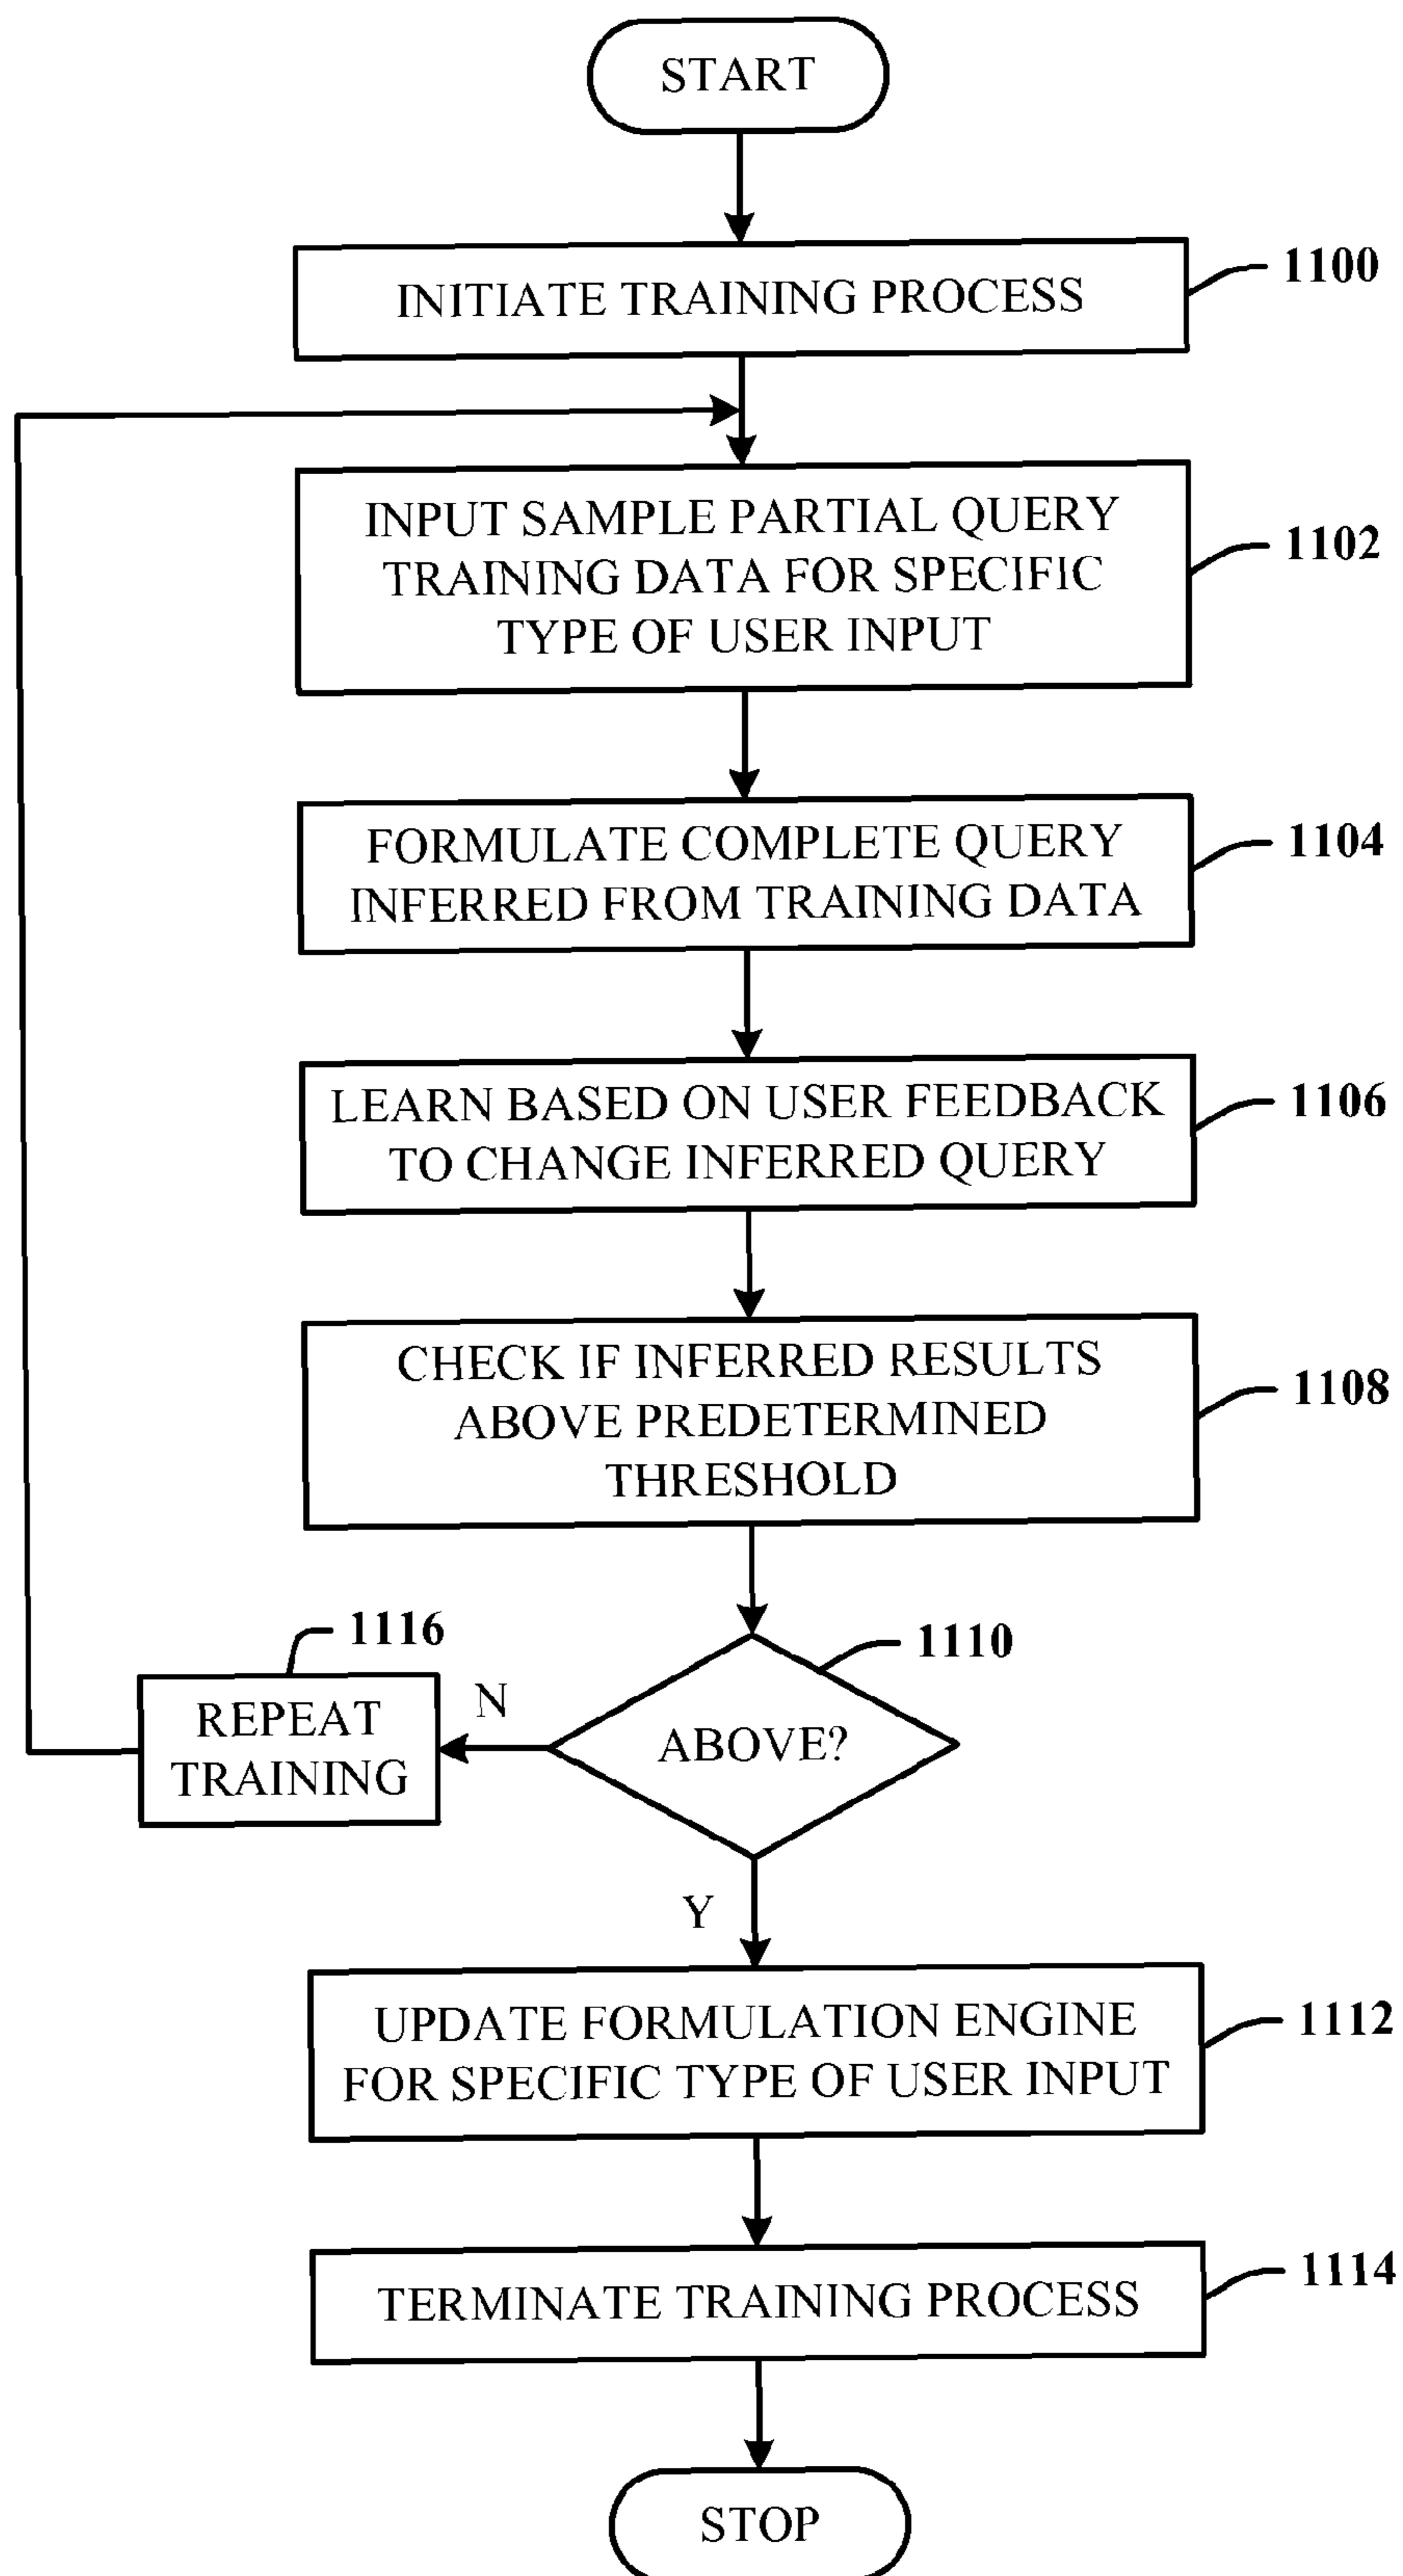 START
INITIATE TRAINING PROCESS
1100
INPUT SAMPLE PARTIAL QUERY
TRAINING DATA FOR SPECIFIC
TYPE OF USER INPUT
1102
FORMULATE COMPLETE QUERY
INFERRED FROM TRAINING DATA
1104
LEARN BASED ON USER FEEDBACK
TO CHANGE INFERRED QUERY
1106
CHECK IF INFERRED RESULTS
ABOVE PREDETERMINED
THRESHOLD
1108
1110
ABOVE?
N
1116
REPEAT
TRAINING
Y
UPDATE FORMULATION ENGINE
FOR SPECIFIC TYPE OF USER INPUT
1112
TERMINATE TRAINING PROCESS
1114
STOP